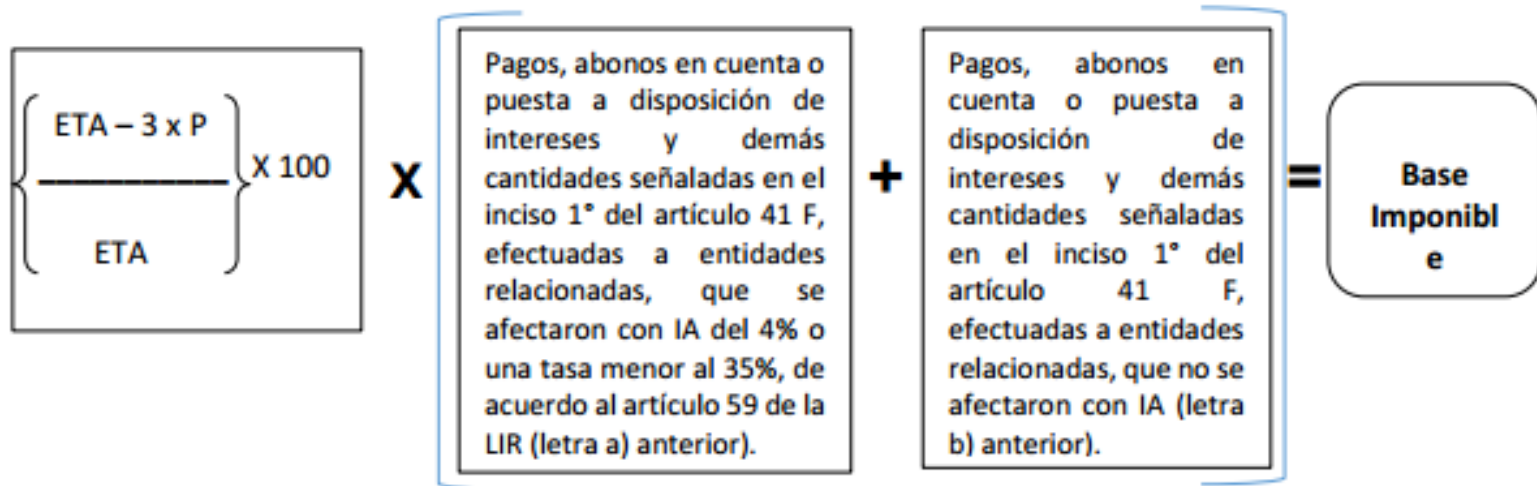 ETA – 3 x P
ETA
X 100
X
Pagos, abonos en cuenta o
puesta a disposición de
intereses y demás
cantidades señaladas en el
inciso 1° del artículo 41 F,
efectuadas a entidades
relacionadas, que se
afectaron con IA del 4% o
una tasa menor al 35%, de
acuerdo al artículo 59 de la
LIR (letra a) anterior).
+
Pagos, abonos en
cuenta o puesta a
disposición de
intereses y demás
cantidades señaladas
en el inciso 1° del
artículo 41 F,
efectuadas a entidades
relacionadas, que no se
afectaron con IA (letra
b) anterior).
=
Base
Imponibl
e